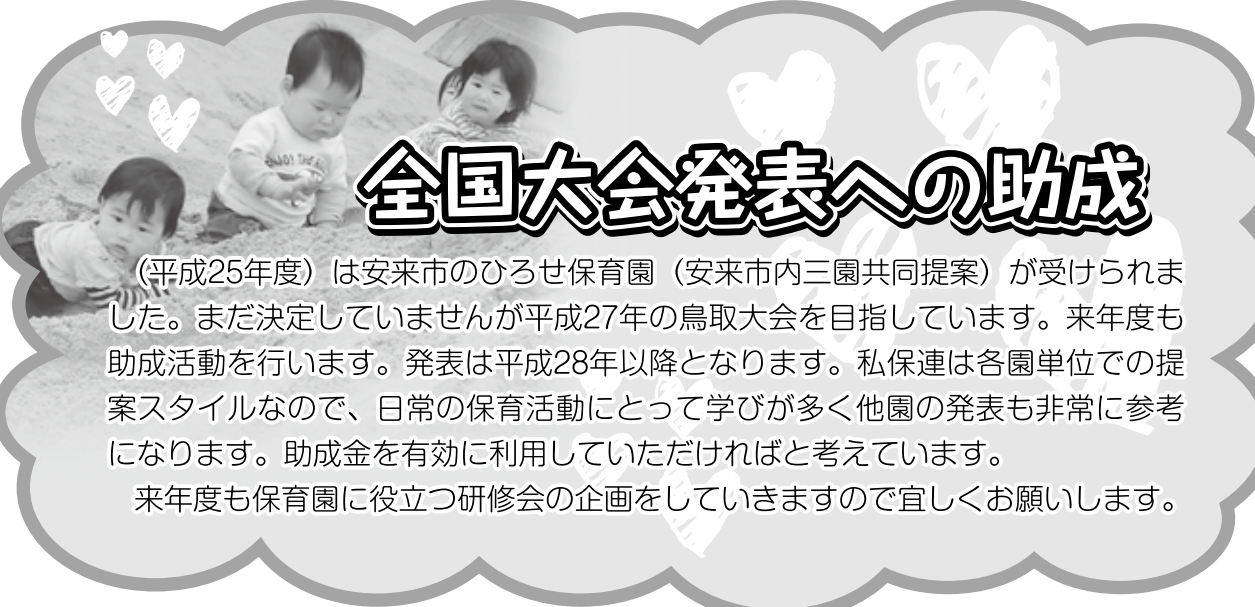 全国大会発表への助成
（平成25年度）は安来市のひろせ保育園（安来市内三園共同提案）が受けられま
した。まだ決定していませんが平成27年の鳥取大会を目指しています。来年度も
助成活動を行います。発表は平成28年以降となります。私保連は各園単位での提
案スタイルなので、日常の保育活動にとって学びが多く他園の発表も非常に参考
になります。助成金を有効に利用していただければと考えています。
来年度も保育園に役立つ研修会の企画をしていきますので宜しくお願いします。